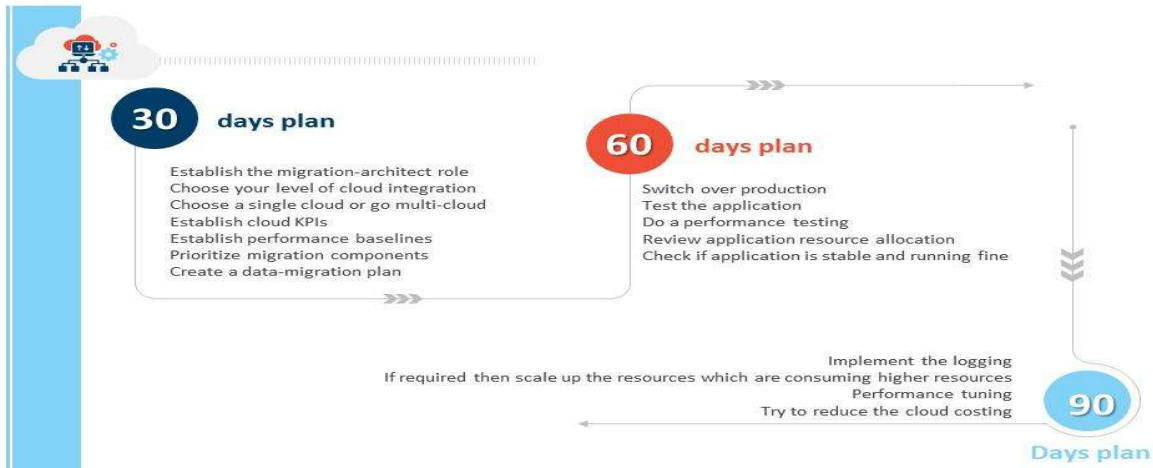 30
days plan
Establish the migration-architect role
Choose your level of cloud integration
Choose a single cloud or go multi-cloud
Establish cloud KPIs
Establish performance baselines
Prioritize migration components
Create a data-migration plan
60
days plan
Switch over production
Test the application
Do a performance testing
Review application resource allocation
Check if application is stable and running fine
Implement the logging
If required then scale up the resources which are consuming higher resources
Performance tuning
Try to reduce the cloud costing
90
Days plan